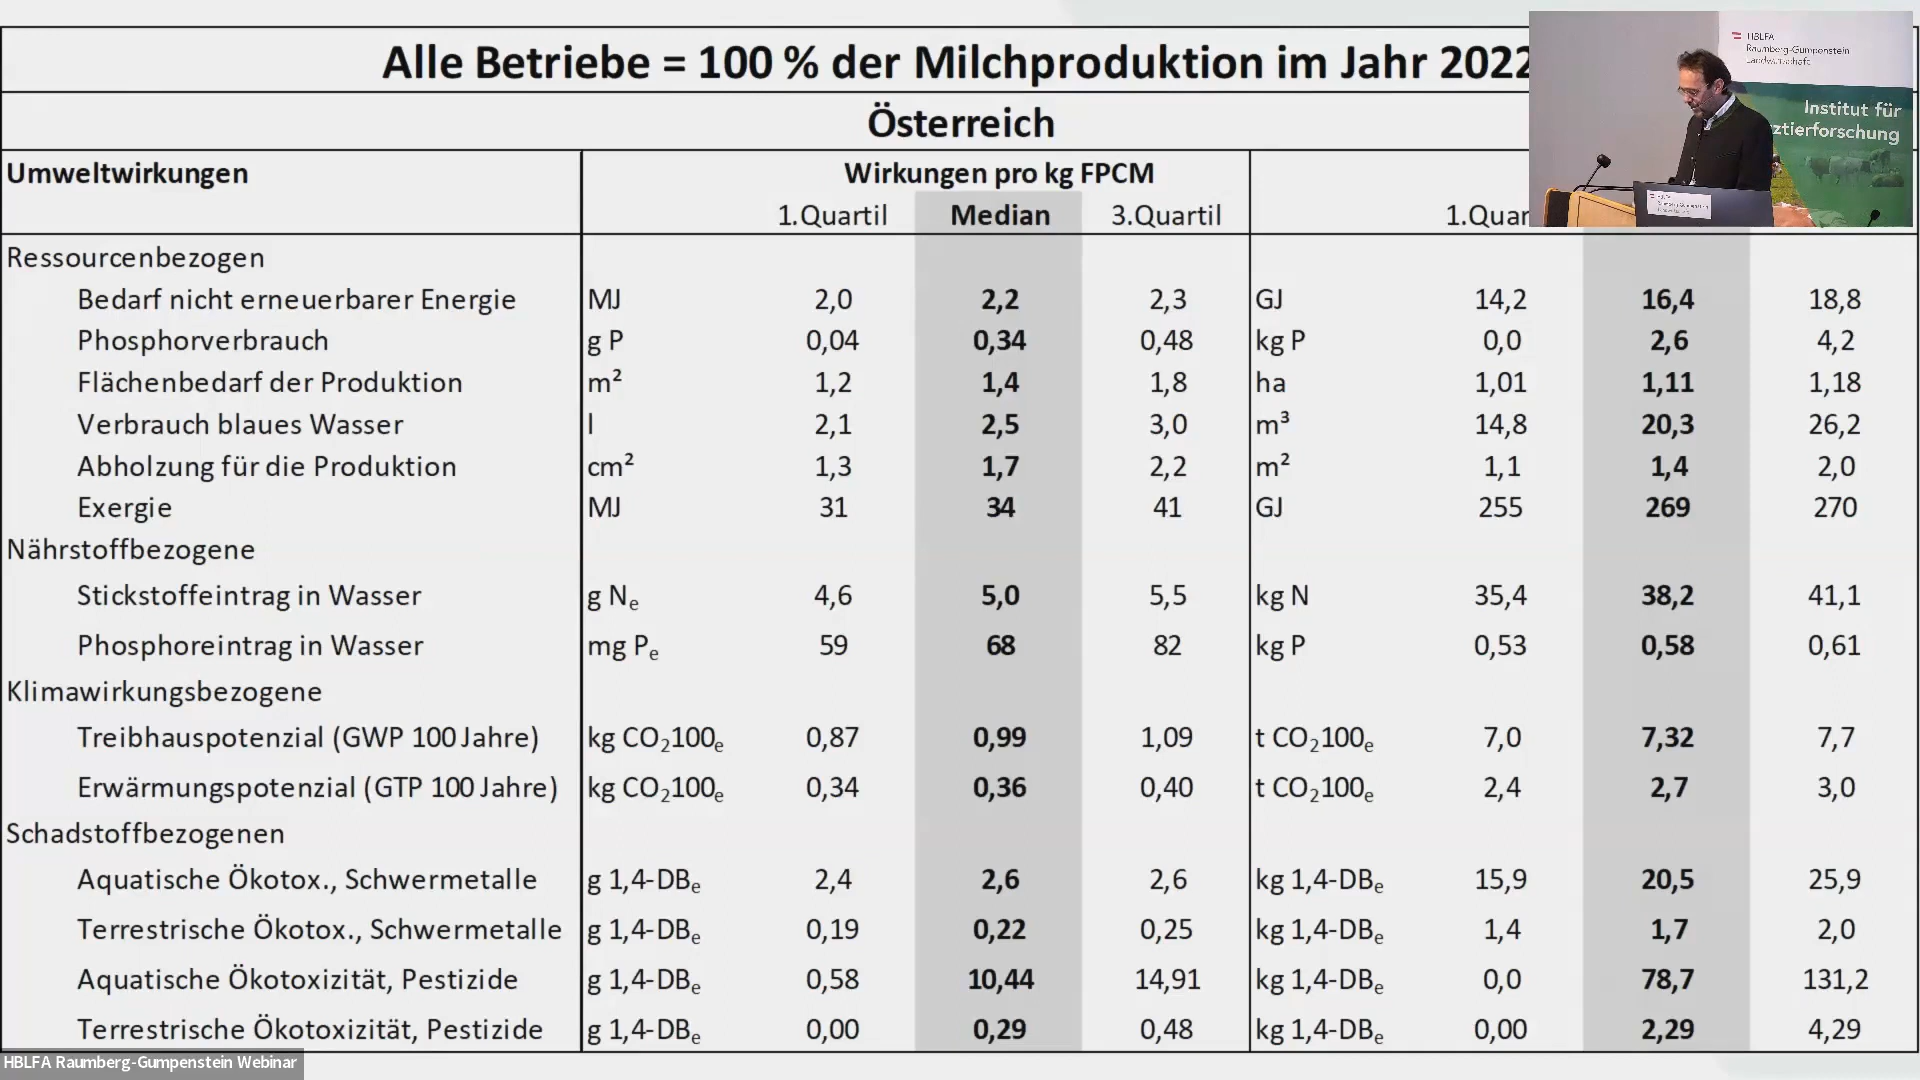 Alle Betriebe = 100 % der Milchproduktion im Jahr 2022
Österreich
Umweltwirkungen Wirkungen pro kg FPCM
1.Quartil Median 3.Quartil 1.Quar
Ressourcenbezogen
Bedarf nicht erneuerbarer Energie MJ 2,0 2,2 2,3 GJ 14,2 16,4 18,8
Phosphorverbrauch g P 0,04 0,34 0,48 kg P 0,0 2,6 4,2
Flächenbedarf der Produktion m² 1,2 1,4 1,8 ha 1,01 1,11 1,18
Verbrauch blaues Wasser l 2,1 2,5 3,0 m³ 14,8 20,3 26,2
Abholzung für die Produktion cm² 1,3 1,7 2,2 m² 1,1 1,4 2,0
Exergie MJ 31 34 41 GJ 255 269 270
Nährstoffbezogene
Stickstoffeintrag in Wasser g Nₑ 4,6 5,0 5,5 kg N 35,4 38,2 41,1
Phosphoreintrag in Wasser mg Pₑ 59 68 82 kg P 0,53 0,58 0,61
Klimawirkungsbezogene
Treibhauspotenzial (GWP 100 Jahre) kg CO₂100ₑ 0,87 0,99 1,09 t CO₂100ₑ 7,0 7,32 7,7
Erwärmungspotenzial (GTP 100 Jahre) kg CO₂100ₑ 0,34 0,36 0,40 t CO₂100ₑ 2,4 2,7 3,0
Schadstoffbezogenen
Aquatische Ökotox., Schwermetalle g 1,4-DBₑ 2,4 2,6 2,6 kg 1,4-DBₑ 15,9 20,5 25,9
Terrestrische Ökotox., Schwermetalle g 1,4-DBₑ 0,19 0,22 0,25 kg 1,4-DBₑ 1,4 1,7 2,0
Aquatische Ökotoxizität, Pestizide g 1,4-DBₑ 0,58 10,44 14,91 kg 1,4-DBₑ 0,0 78,7 131,2
Terrestrische Ökotoxizität, Pestizide g 1,4-DBₑ 0,00 0,29 0,48 kg 1,4-DBₑ 0,00 2,29 4,29
HBLFA Raumberg-Gumpenstein Webinar
HBLFA
Raumberg-Gumpenstein
Landwirtschaft
Institut für
ztierforschung